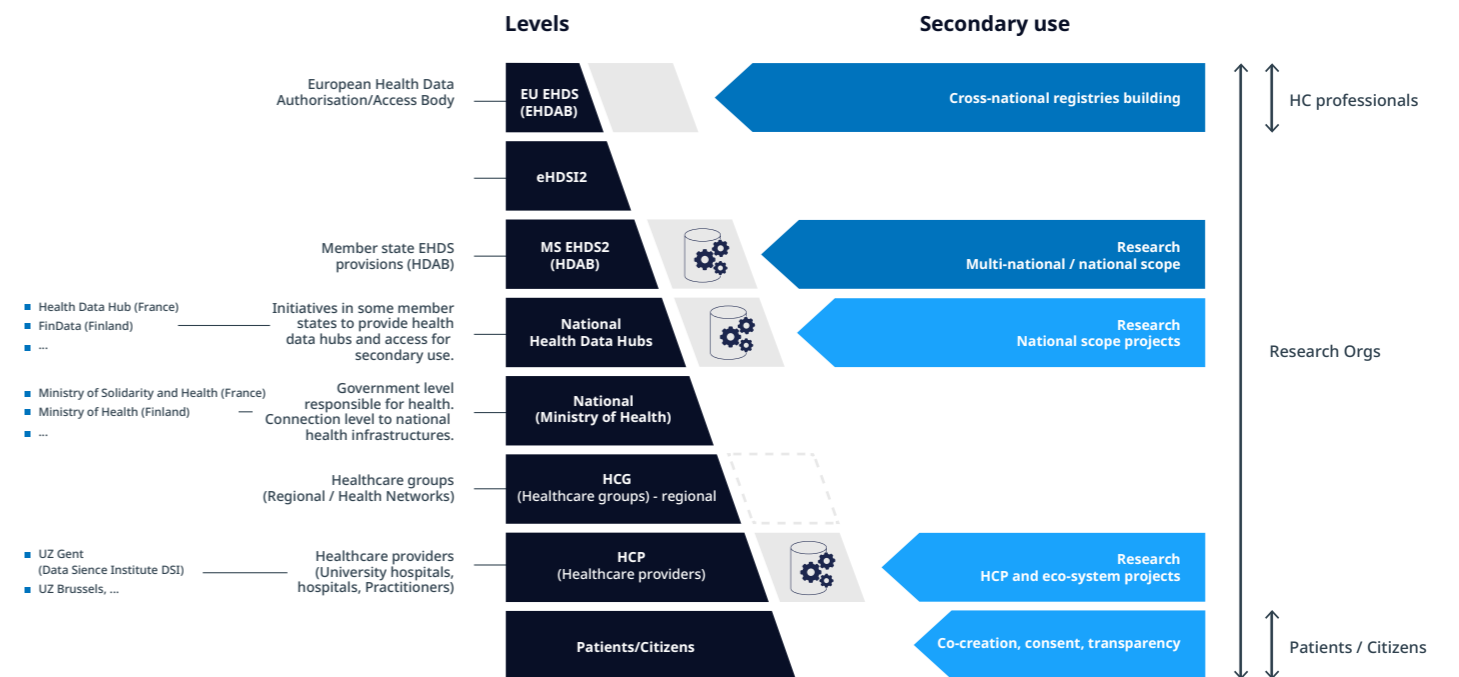 Levels
Secondary use
European Health Data
Authorisation/Access Body
EU EHDS
(EHDAB)
Cross-national registries building
HC professionals
eHDSI2
Member state EHDS
provisions (HDAB)
MS EHDS2
(HDAB)
Research
Multi-national / national scope
Health Data Hub (France)
FinData (Finland)
...
Initiatives in some member
states to provide health
data hubs and access for
secondary use.
National
Health Data Hubs
Research
National scope projects
Research Orgs
Ministry of Solidarity and Health (France)
Ministry of Health (Finland)
...
Government level
responsible for health.
Connection level to national
health infrastructures.
National
(Ministry of Health)
Healthcare groups
(Regional / Health Networks)
HCG
(Healthcare groups) - regional
UZ Gent
(Data Sience Institute DSI)
UZ Brussels, ...
Healthcare providers
(University hospitals,
hospitals, Practitioners)
HCP
(Healthcare providers)
Research
HCP and eco-system projects
Patients/Citizens
Co-creation, consent, transparency
Patients / Citizens